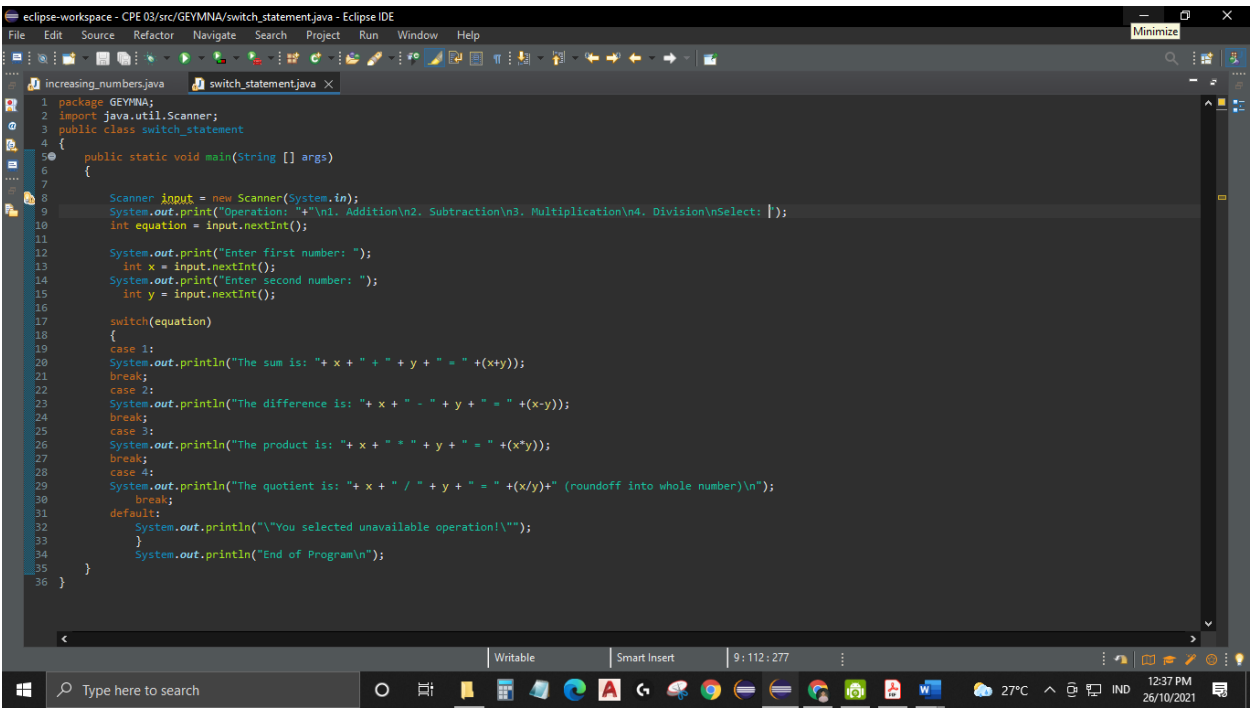 eclipse-workspace - CPE 03/src/GEYMNA/switch_statement.java - Eclipse IDE
Minimize
File Edit Source Refactor Navigate Search Project Run Window Help
increasing_numbers.java switch_statement.java
1 package GEYMNA;
2 import java.util.Scanner;
3 public class switch_statement
4 {
5 public static void main(String [] args)
6 {
7
8 Scanner input = new Scanner(System.in);
9 System.out.print("Operation: "+"\n1. Addition\n2. Subtraction\n3. Multiplication\n4. Division\nSelect: ");
10 int equation = input.nextInt();
11
12 System.out.print("Enter first number: ");
13 int x = input.nextInt();
14 System.out.print("Enter second number: ");
15 int y = input.nextInt();
16
17 switch(equation)
18 {
19 case 1:
20 System.out.println("The sum is: "+ x + " + " + y + " = " +(x+y));
21 break;
22 case 2:
23 System.out.println("The difference is: "+ x + " - " + y + " = " +(x-y));
24 break;
25 case 3:
26 System.out.println("The product is: "+ x + " * " + y + " = " +(x*y));
27 break;
28 case 4:
29 System.out.println("The quotient is: "+ x + " / " + y + " = " +(x/y)+" (roundoff into whole number)\n");
30 break;
31 default:
32 System.out.println("\"You selected unavailable operation!\"");
33 }
34 System.out.println("End of Program\n");
35 }
36 }
Writable Smart Insert 9 : 112 : 277
Type here to search
27°C IND 12:37 PM
26/10/2021